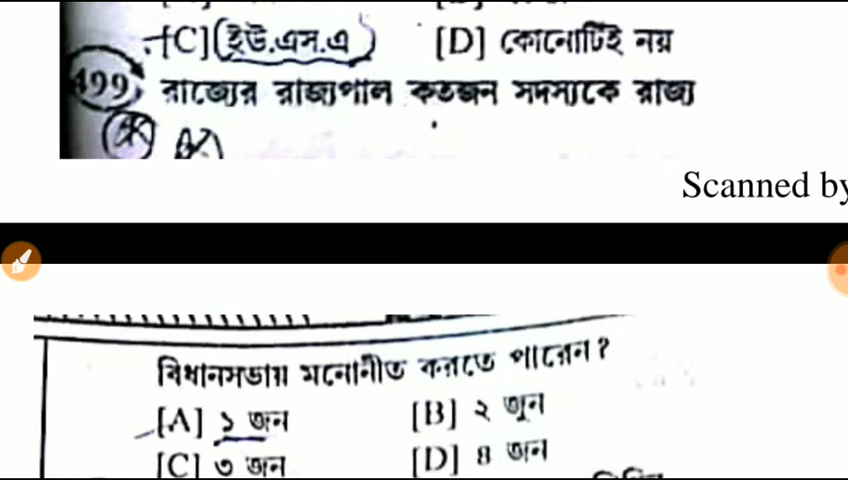 [C] (ইউ.এস.এ) [D] কোনোটিই নয়
499, রাজ্যের রাজ্যপাল কতজন সদস্যকে রাজ্য
Scanned by
বিধানসভায় মনোনীত করতে পারেন?
[A] ১ জন [B] ২ জন
[C] ৩ জন [D] 8 জন